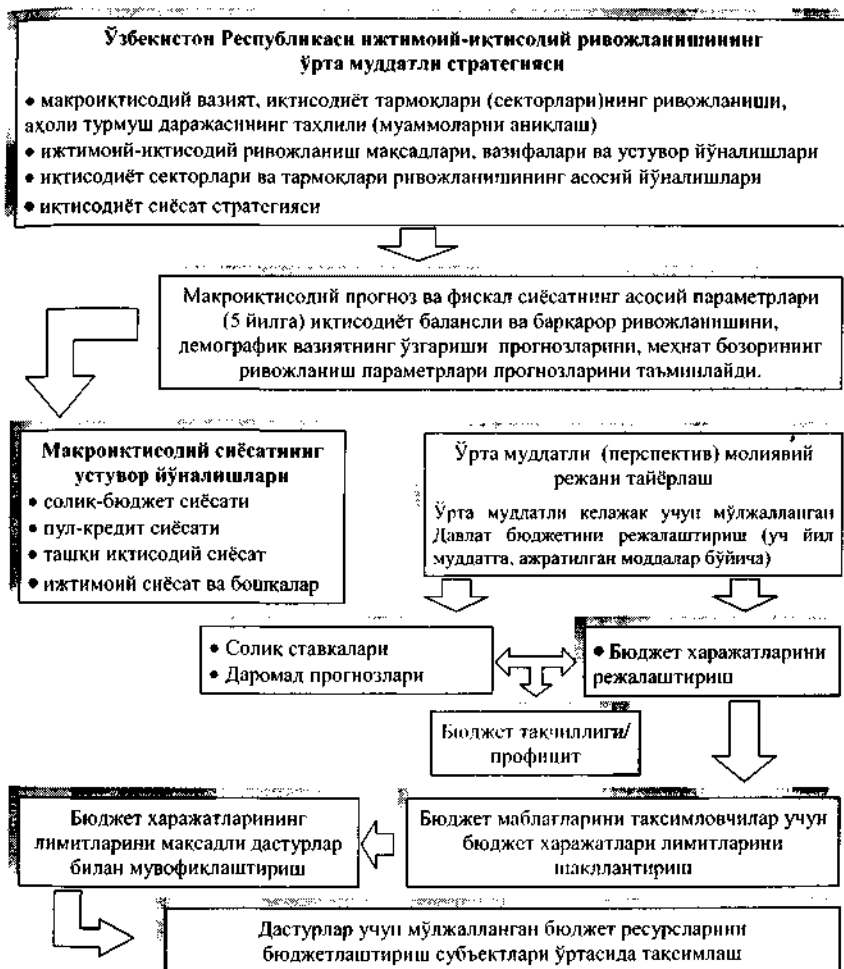 Ўзбекистон Республикаси ижтимоий-иқтисодий ривожланишининг
ўрта муддатли стратегияси
• макроиқтисодий вазият, иқтисодиёт тармоқлари (секторлари)нинг ривожланиши,
аҳоли турмуш даражасининг таҳлили (муаммоларни аниқлаш)
• ижтимоий-иқтисодий ривожланиш мақсадлари, вазифалари ва устувор йўналишлари
• иқтисодиёт секторлари ва тармоқлари ривожланишининг асосий йўналишлари
• иқтисодиёт сиёсат стратегияси
Макроиқтисодий прогноз ва фискал сиёсатнинг асосий параметрлари
(5 йилга) иқтисодиёт балансли ва барқарор ривожланишини,
демографик вазиятнинг ўзгариши прогнозларини, меҳнат бозорининг
ривожланиш параметрлари прогнозларини таъминлайди.
Макроиқтисодий сиёсатнинг
устувор йўналишлари
• солиқ-бюджет сиёсати
• пул-кредит сиёсати
• ташқи иқтисодий сиёсат
• ижтимоий сиёсат ва бошқалар
Ўрта муддатли (перспектив) молиявий
режани тайёрлаш
Ўрта муддатли келажак учун мўлжалланган
Давлат бюджетини режалаштириш (уч йил
муддатга, ажратилган моддалар бўйича)
• Солиқ ставкалари
• Даромад прогнозлари
• Бюджет харажатларини
режалаштириш
Бюджет тақчиллиги/
профицит
Бюджет харажатларининг
лимитларини мақсадли дастурлар
билан мувофиқлаштириш
Бюджет маблағларини тақсимловчилар учун
бюджет харажатлари лимитларини
шакллантириш
Дастурлар учун мўлжалланган бюджет ресурсларини
бюджетлаштириш субъектлари ўртасида тақсимлаш